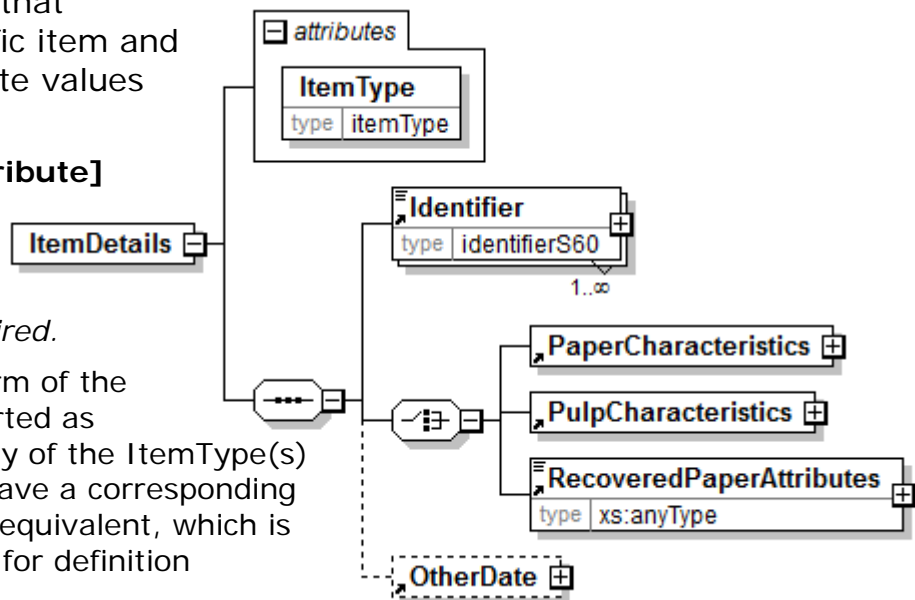 that
ic item and
te values
ribute]
ired.
rm of the
rted as
y of the ItemType(s)
ave a corresponding
equivalent, which is
for definition
attributes
ItemType
type itemType
ItemDetails
Identifier
type identifierS60
1..∞
PaperCharacteristics
PulpCharacteristics
RecoveredPaperAttributes
type xs:anyType
OtherDate